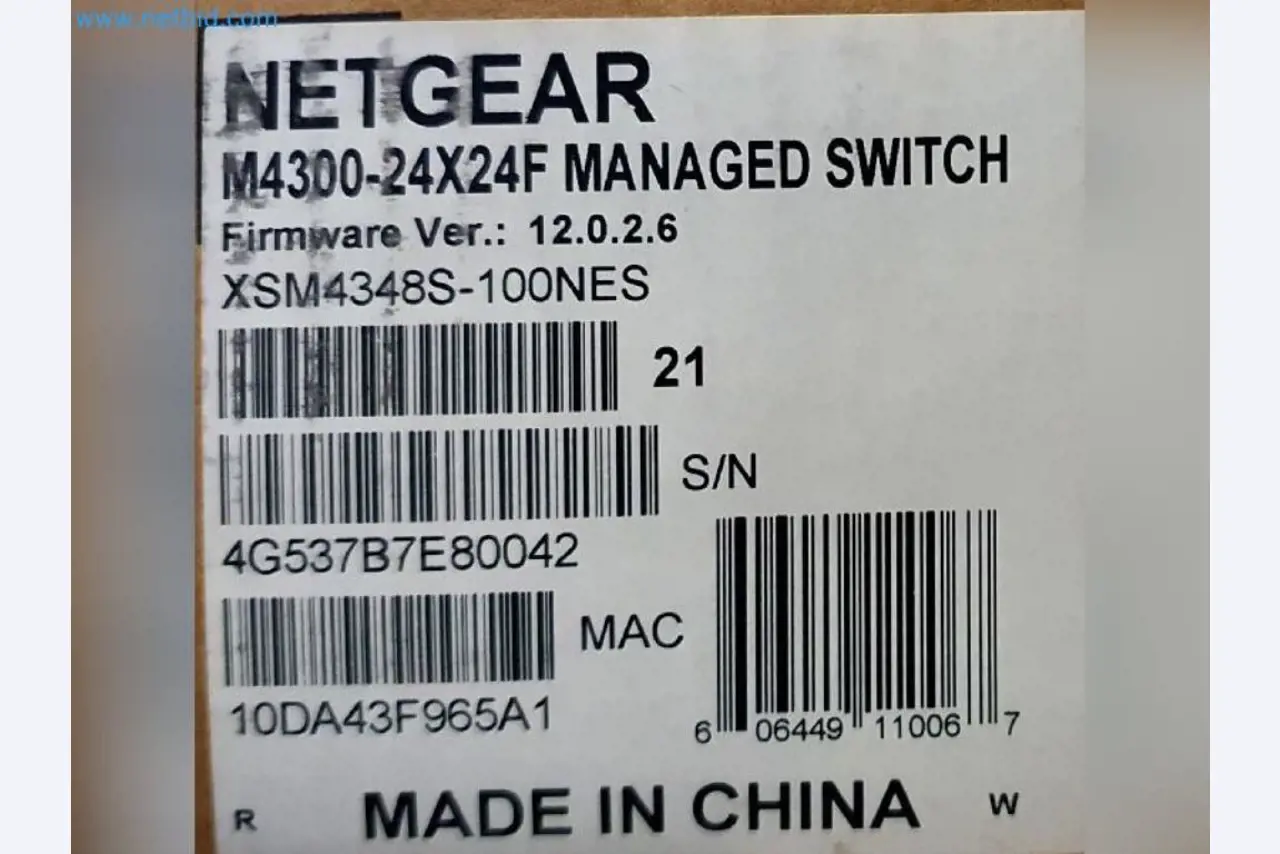 www.netbid.com
NETGEAR
M4300-24X24F MANAGED SWITCH
Firmware Ver.: 12.0.2.6
XSM4348S-100NES
21
S/N
4G537B7E80042
MAC
10DA43F965A1
6 06449 11006 7
R MADE IN CHINA W